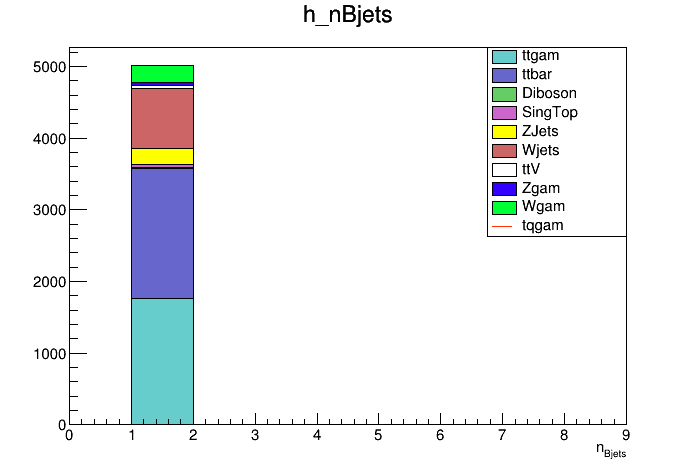 h_nBjets
ttgam
ttbar
Diboson
SingTop
ZJets
Wjets
ttV
Zgam
Wgam
tqgam
5000
4000
3000
2000
1000
0
0 1 2 3 4 5 6 7 8 9
nBjets